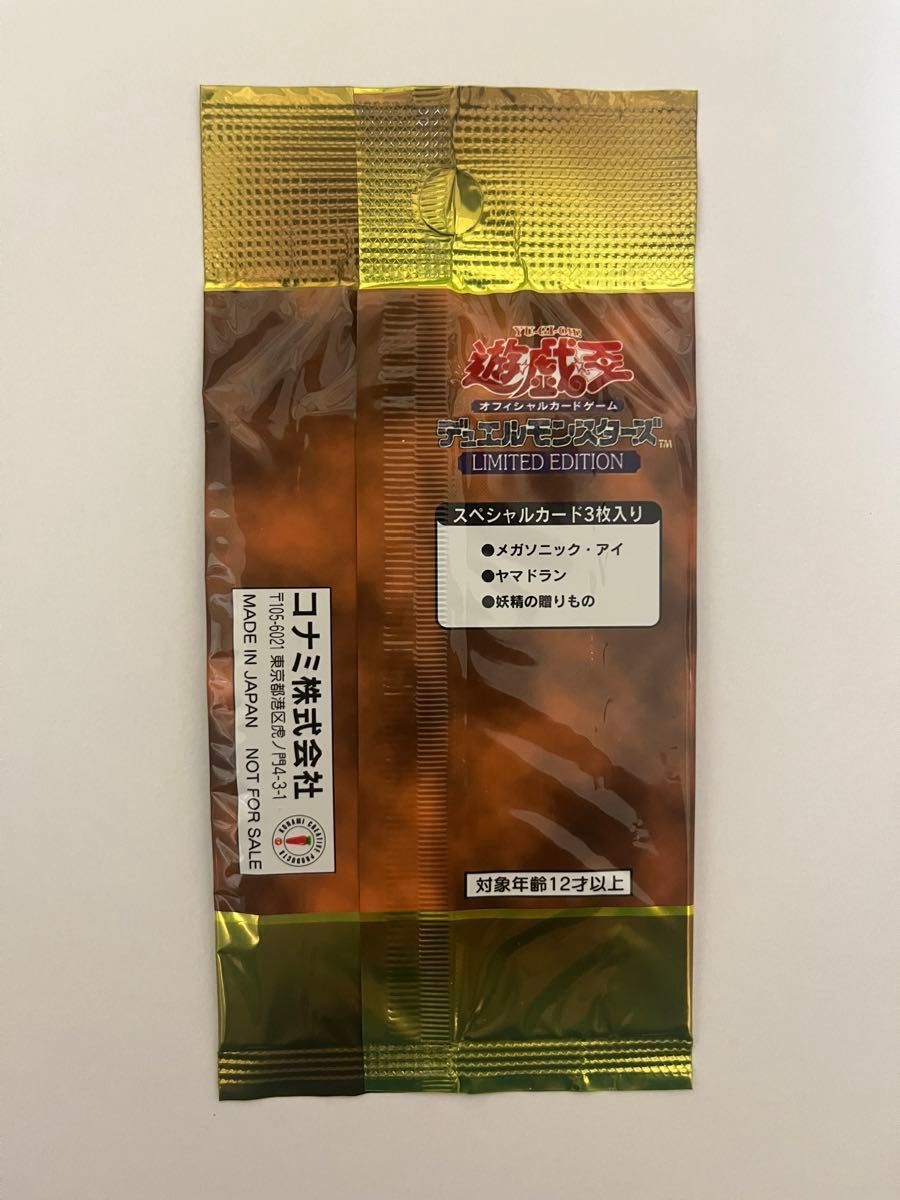 YU-GI-OH!
遊戯王
オフィシャルカードゲーム
デュエルモンスターズ™
LIMITED EDITION
スペシャルカード3枚入り
●メガソニック・アイ
●ヤマドラン
●妖精の贈りもの
対象年齢12才以上
コナミ株式会社
〒105-6021 東京都港区虎ノ門4-3-1
MADE IN JAPAN NOT FOR SALE
KONAMI CREATIVE PRODUCTS